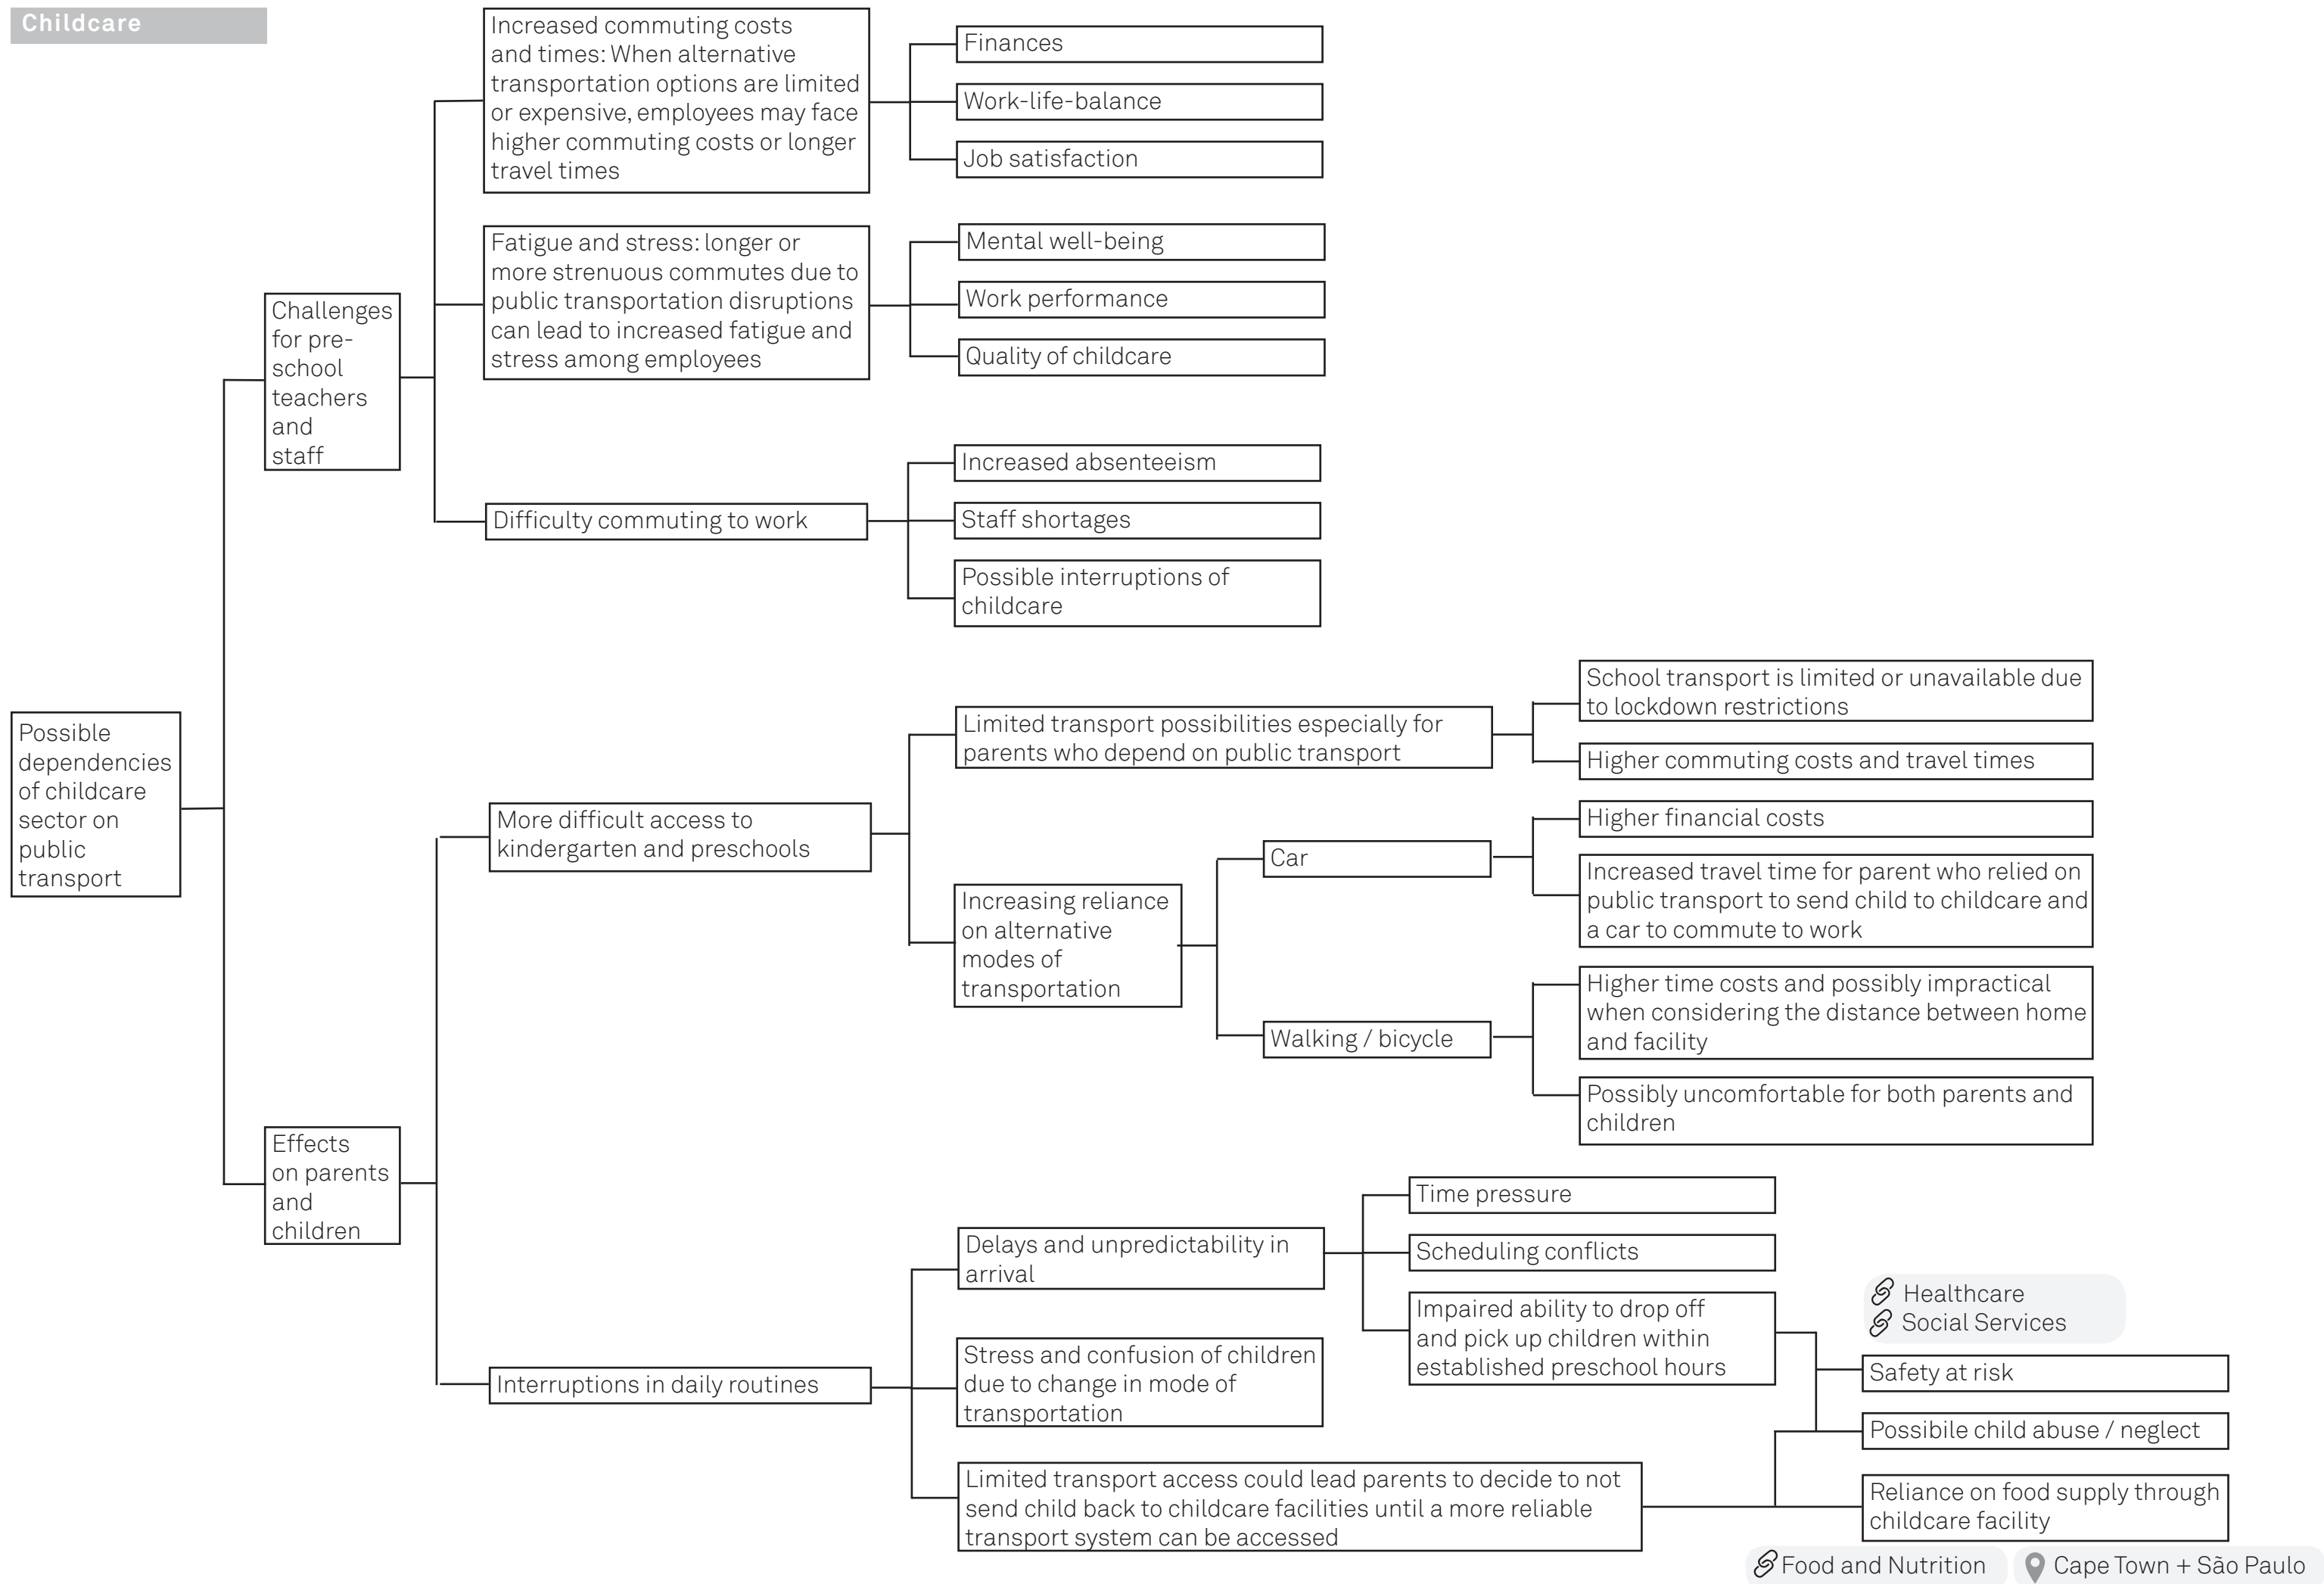 Childcare
Possible
dependencies
of childcare
sector on
public
transport
Challenges
for pre-
school
teachers
and
staff
Increased commuting costs
and times: When alternative
transportation options are limited
or expensive, employees may face
higher commuting costs or longer
travel times
Finances
Work-life-balance
Job satisfaction
Fatigue and stress: longer or
more strenuous commutes due to
public transportation disruptions
can lead to increased fatigue and
stress among employees
Mental well-being
Work performance
Quality of childcare
Difficulty commuting to work
Increased absenteeism
Staff shortages
Possible interruptions of
childcare
Effects
on parents
and
children
More difficult access to
kindergarten and preschools
Limited transport possibilities especially for
parents who depend on public transport
School transport is limited or unavailable due
to lockdown restrictions
Higher commuting costs and travel times
Increasing reliance
on alternative
modes of
transportation
Car
Higher financial costs
Increased travel time for parent who relied on
public transport to send child to childcare and
a car to commute to work
Walking / bicycle
Higher time costs and possibly impractical
when considering the distance between home
and facility
Possibly uncomfortable for both parents and
children
Interruptions in daily routines
Delays and unpredictability in
arrival
Time pressure
Scheduling conflicts
Impaired ability to drop off
and pick up children within
established preschool hours
Stress and confusion of children
due to change in mode of
transportation
Limited transport access could lead parents to decide to not
send child back to childcare facilities until a more reliable
transport system can be accessed
Healthcare
Social Services
Safety at risk
Possibile child abuse / neglect
Reliance on food supply through
childcare facility
Food and Nutrition
Cape Town + São Paulo